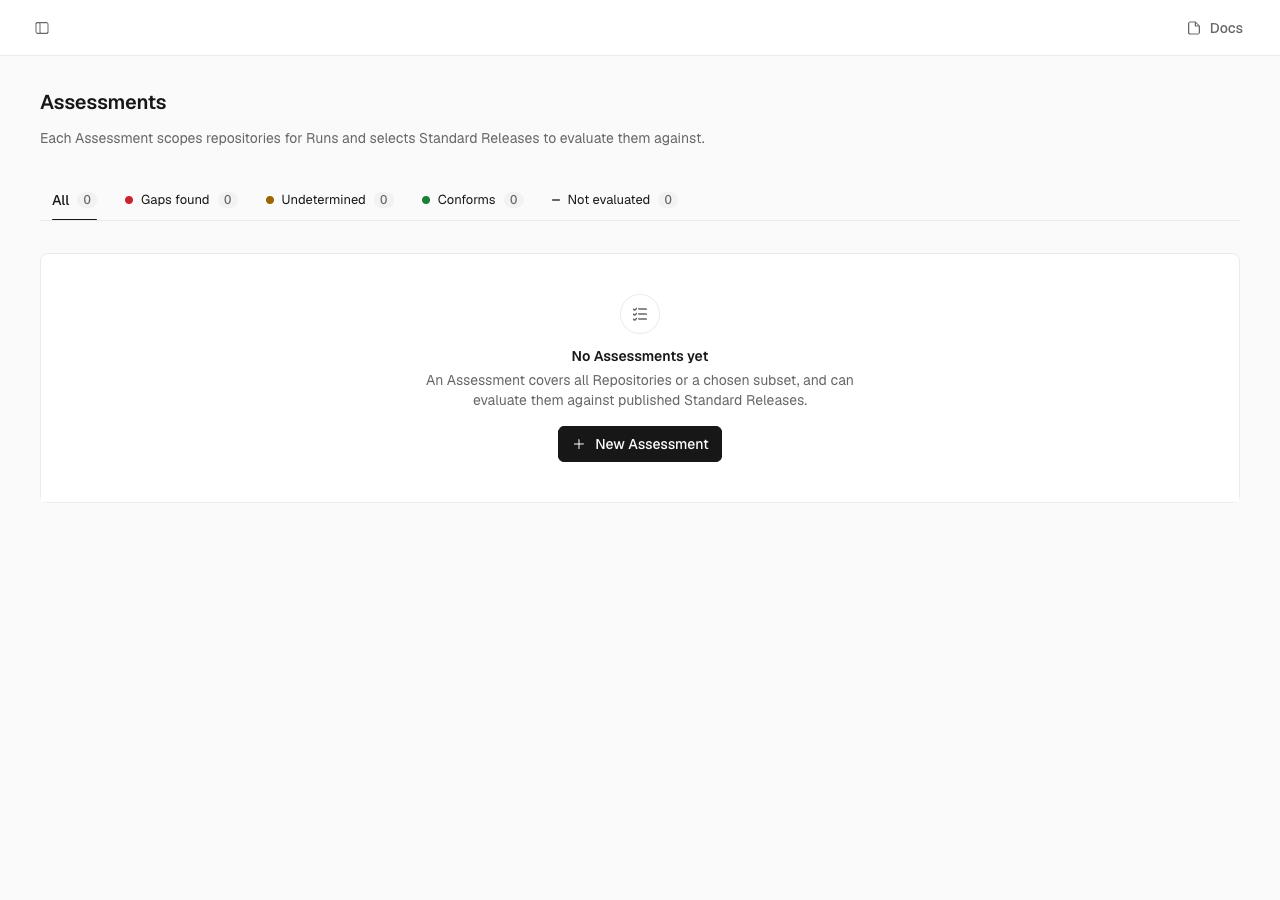 Docs
Assessments
Each Assessment scopes repositories for Runs and selects Standard Releases to evaluate them against.
All 0 Gaps found 0 Undetermined 0 Conforms 0 Not evaluated 0
No Assessments yet
An Assessment covers all Repositories or a chosen subset, and can
evaluate them against published Standard Releases.
New Assessment